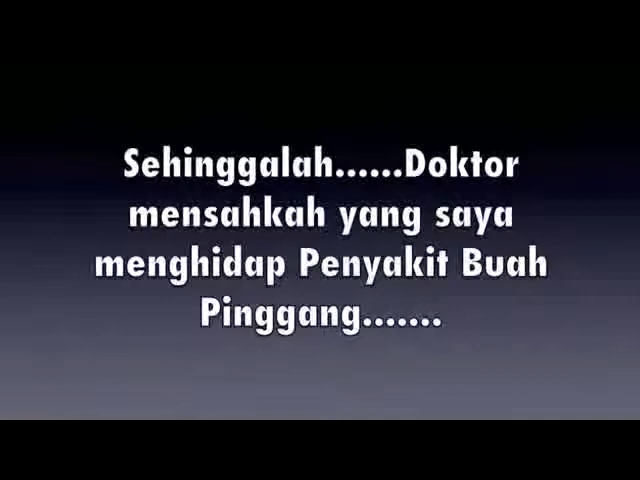 Sehinggalah......Doktor
mensahkah yang saya
menghidap Penyakit Buah
Pinggang.......